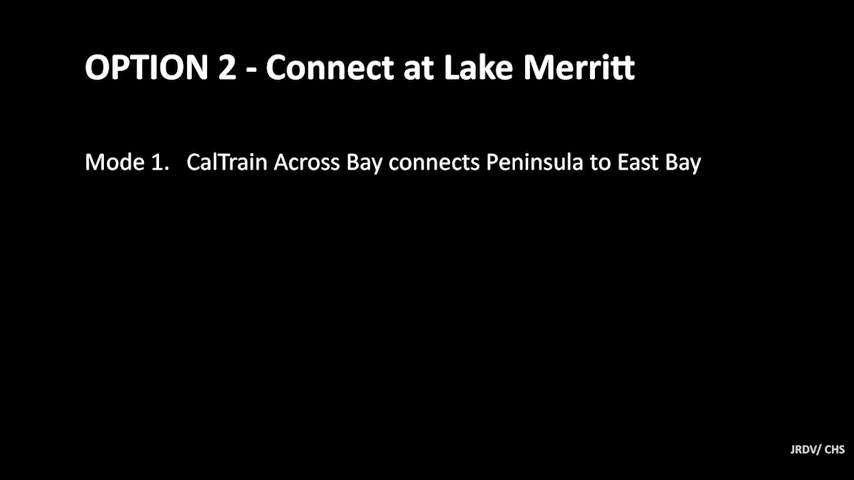 OPTION 2 - Connect at Lake Merritt
Mode 1. CalTrain Across Bay connects Peninsula to East Bay
JRDV/ CHS